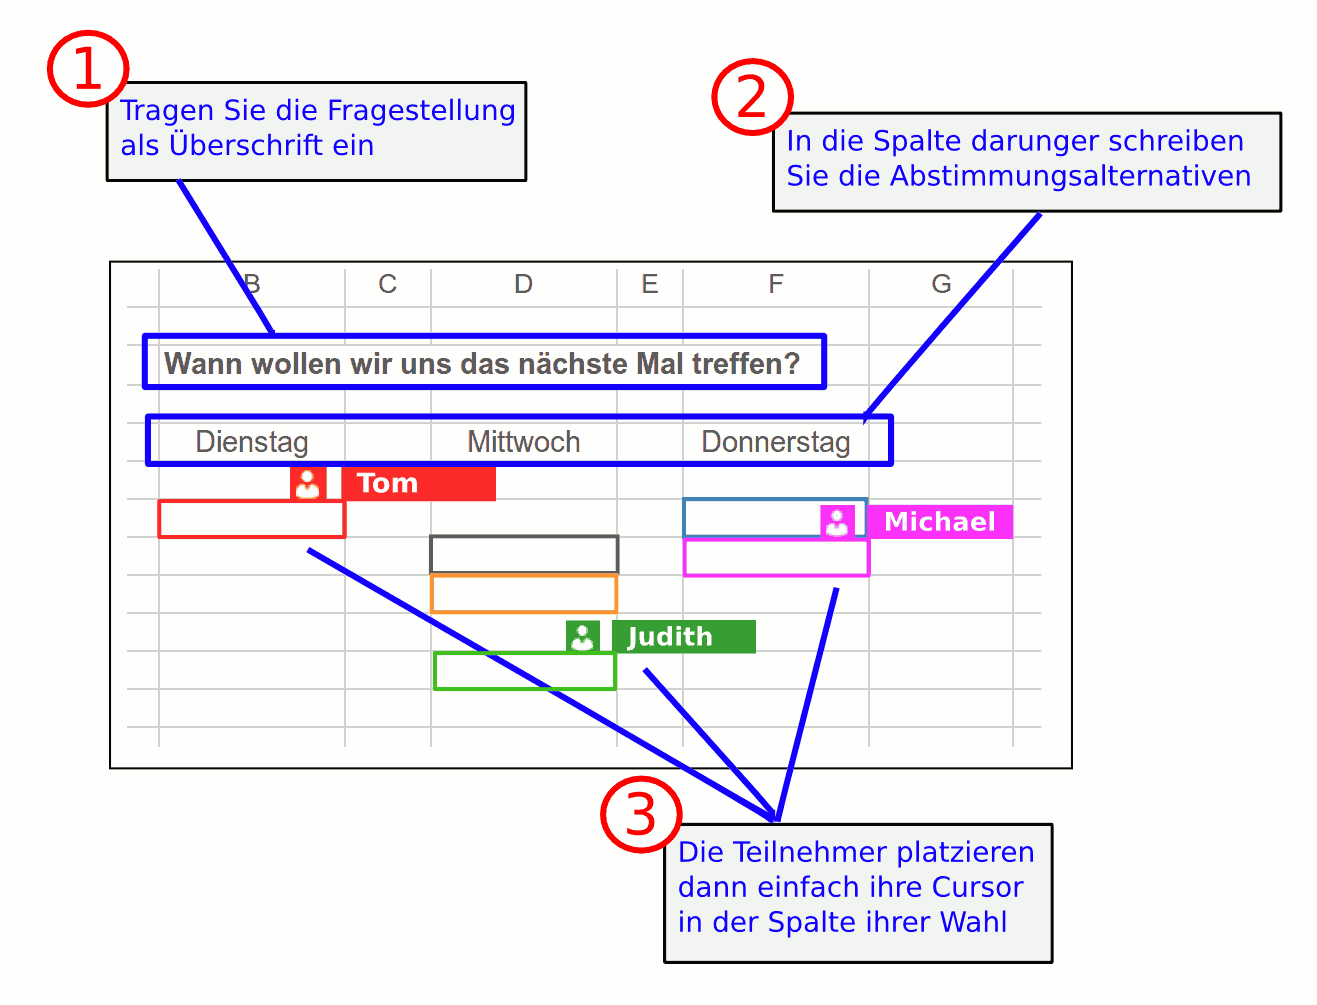 1
Tragen Sie die Fragestellung
als Überschrift ein
2
In die Spalte darunger schreiben
Sie die Abstimmungsalternativen
B C D E F G
Wann wollen wir uns das nächste Mal treffen?
Dienstag Mittwoch Donnerstag
Tom
Michael
Judith
3
Die Teilnehmer platzieren
dann einfach ihre Cursor
in der Spalte ihrer Wahl